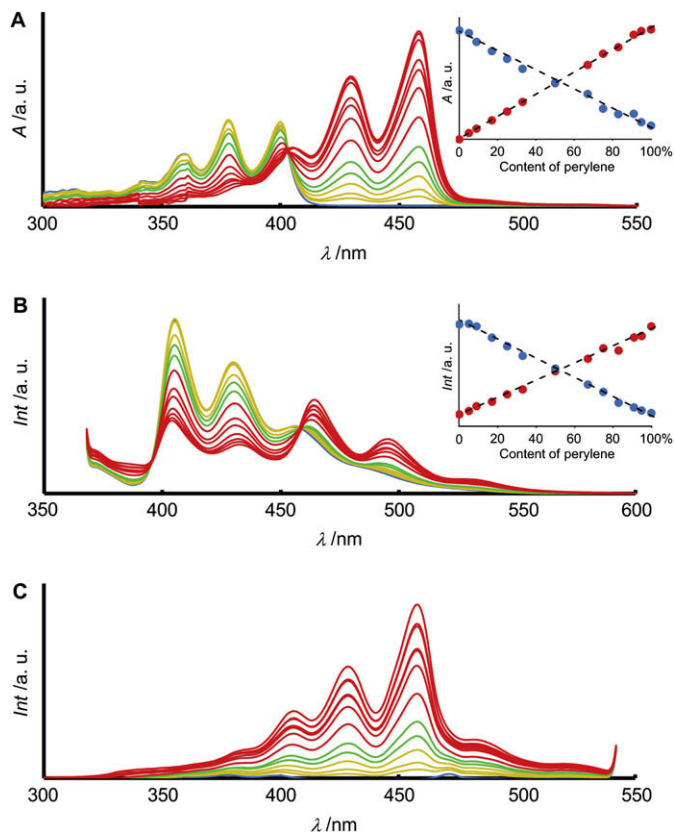 A
A /a. u.
300 350 400 450 500 550
λ /nm
A /a. u.
0 20 40 60 80 100%
Content of perylene
B
Int /a. u.
350 400 450 500 550 600
λ /nm
Int /a. u.
0 20 40 60 80 100%
Content of perylene
C
Int /a. u.
300 350 400 450 500 550
λ /nm